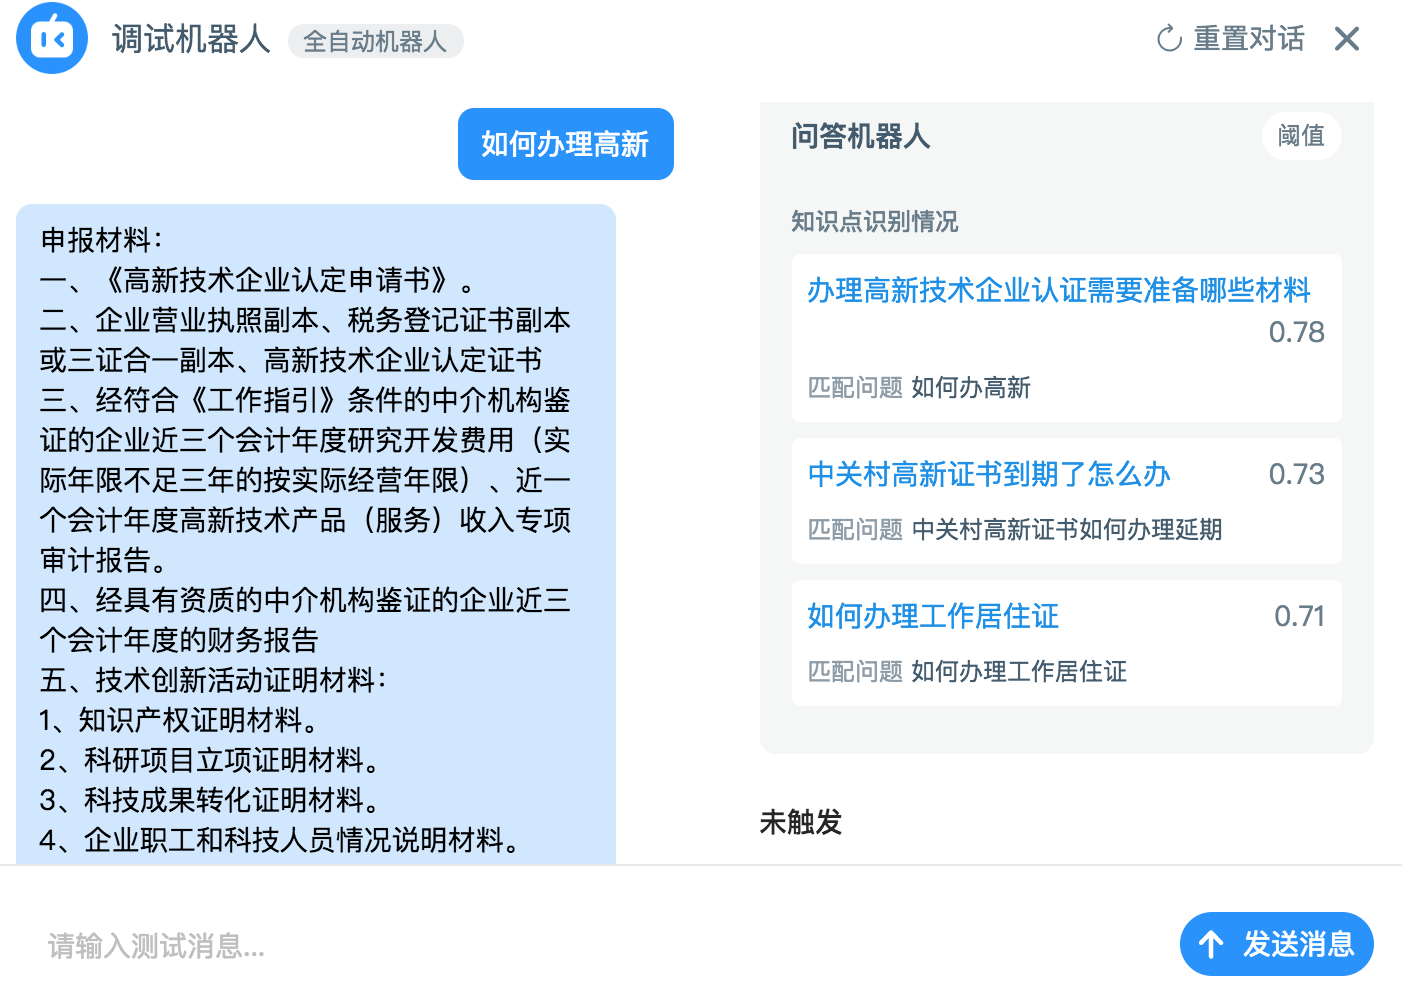 调试机器人
全自动机器人
重置对话
如何办理高新
申报材料：
一、《高新技术企业认定申请书》。
二、企业营业执照副本、税务登记证书副本
或三证合一副本、高新技术企业认定证书
三、经符合《工作指引》条件的中介机构鉴
证的企业近三个会计年度研究开发费用（实
际年限不足三年的按实际经营年限）、近一
个会计年度高新技术产品（服务）收入专项
审计报告。
四、经具有资质的中介机构鉴证的企业近三
个会计年度的财务报告
五、技术创新活动证明材料：
1、知识产权证明材料。
2、科研项目立项证明材料。
3、科技成果转化证明材料。
4、企业职工和科技人员情况说明材料。
问答机器人
阈值
知识点识别情况
办理高新技术企业认证需要准备哪些材料
0.78
匹配问题 如何办高新
中关村高新证书到期了怎么办 0.73
匹配问题 中关村高新证书如何办理延期
如何办理工作居住证 0.71
匹配问题 如何办理工作居住证
未触发
请输入测试消息...
发送消息